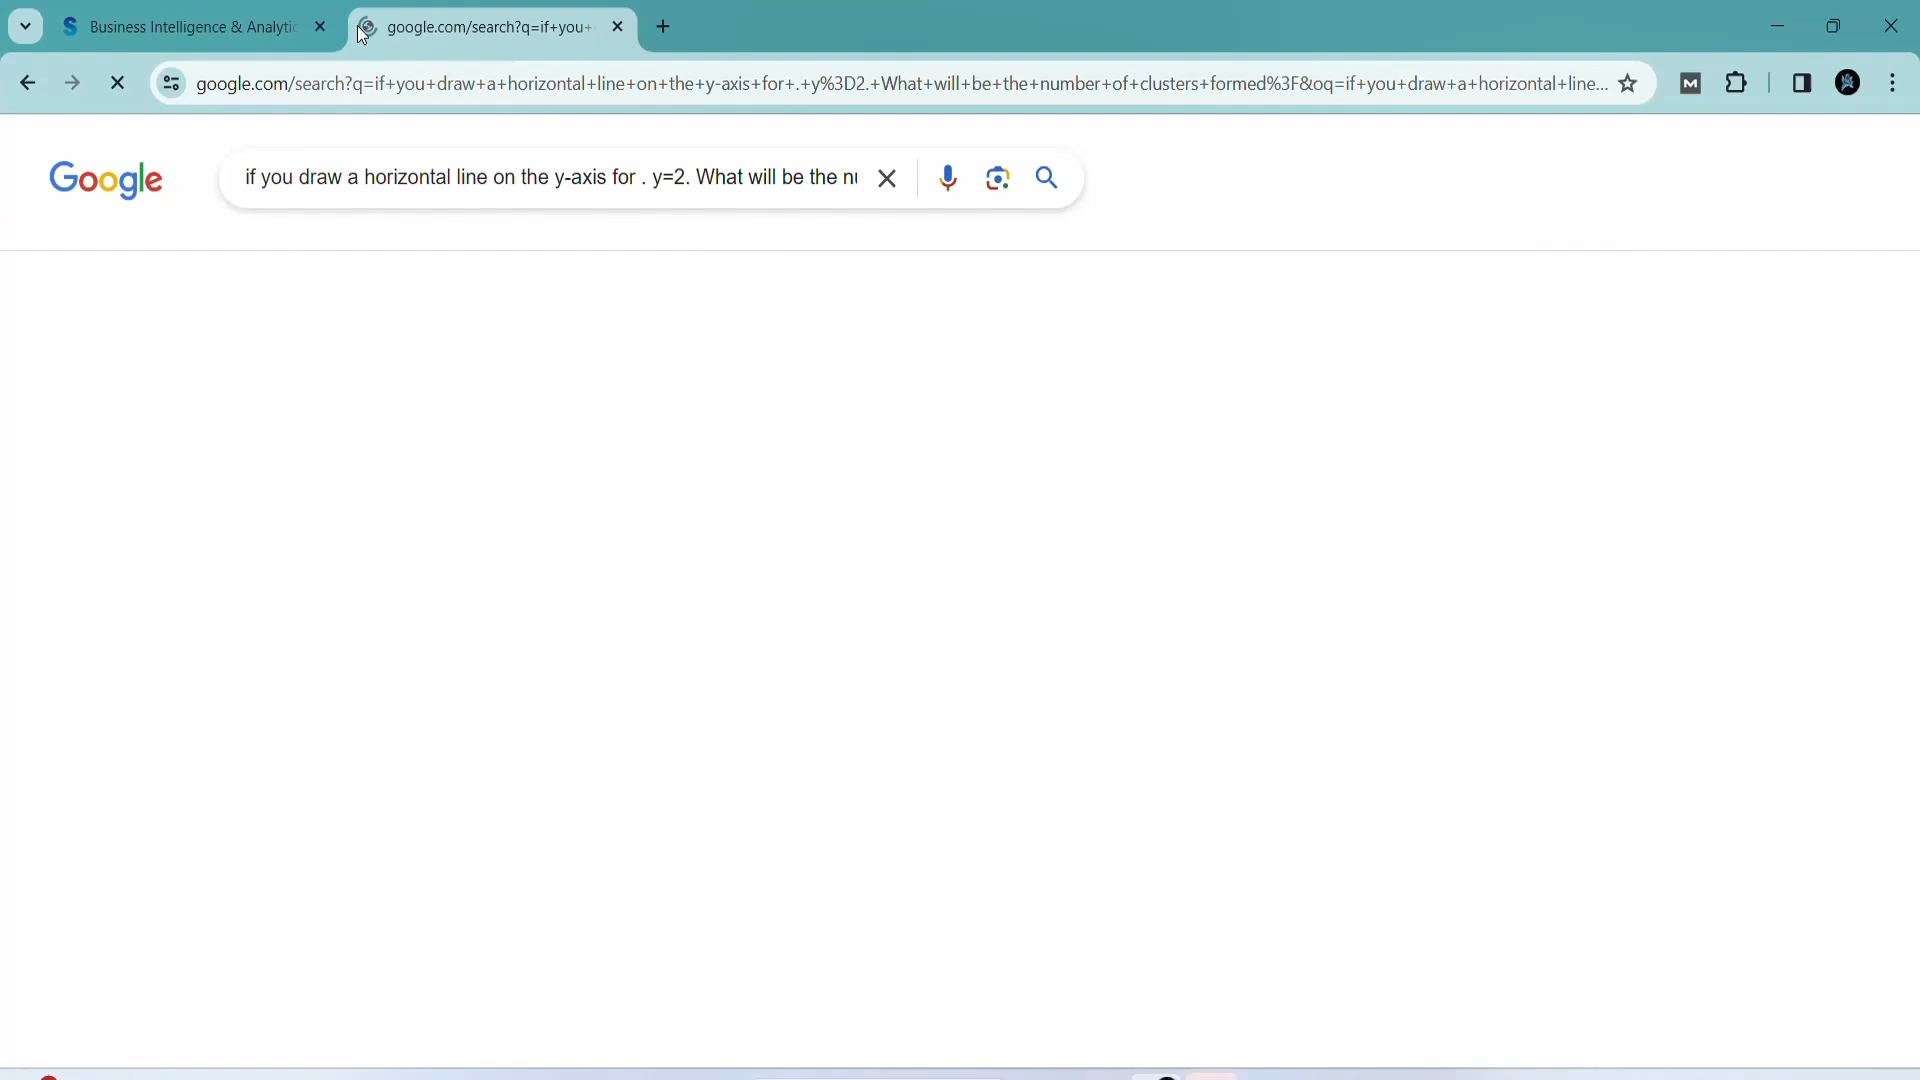 Business Intelligence & Analytic
google.com/search?q=if+you+
google.com/search?q=if+you+draw+a+horizontal+line+on+the+y-axis+for+.+y%3D2.+What+will+be+the+number+of+clusters+formed%3F&oq=if+you+draw+a+horizontal+line...
Google
if you draw a horizontal line on the y-axis for . y=2. What will be the nu